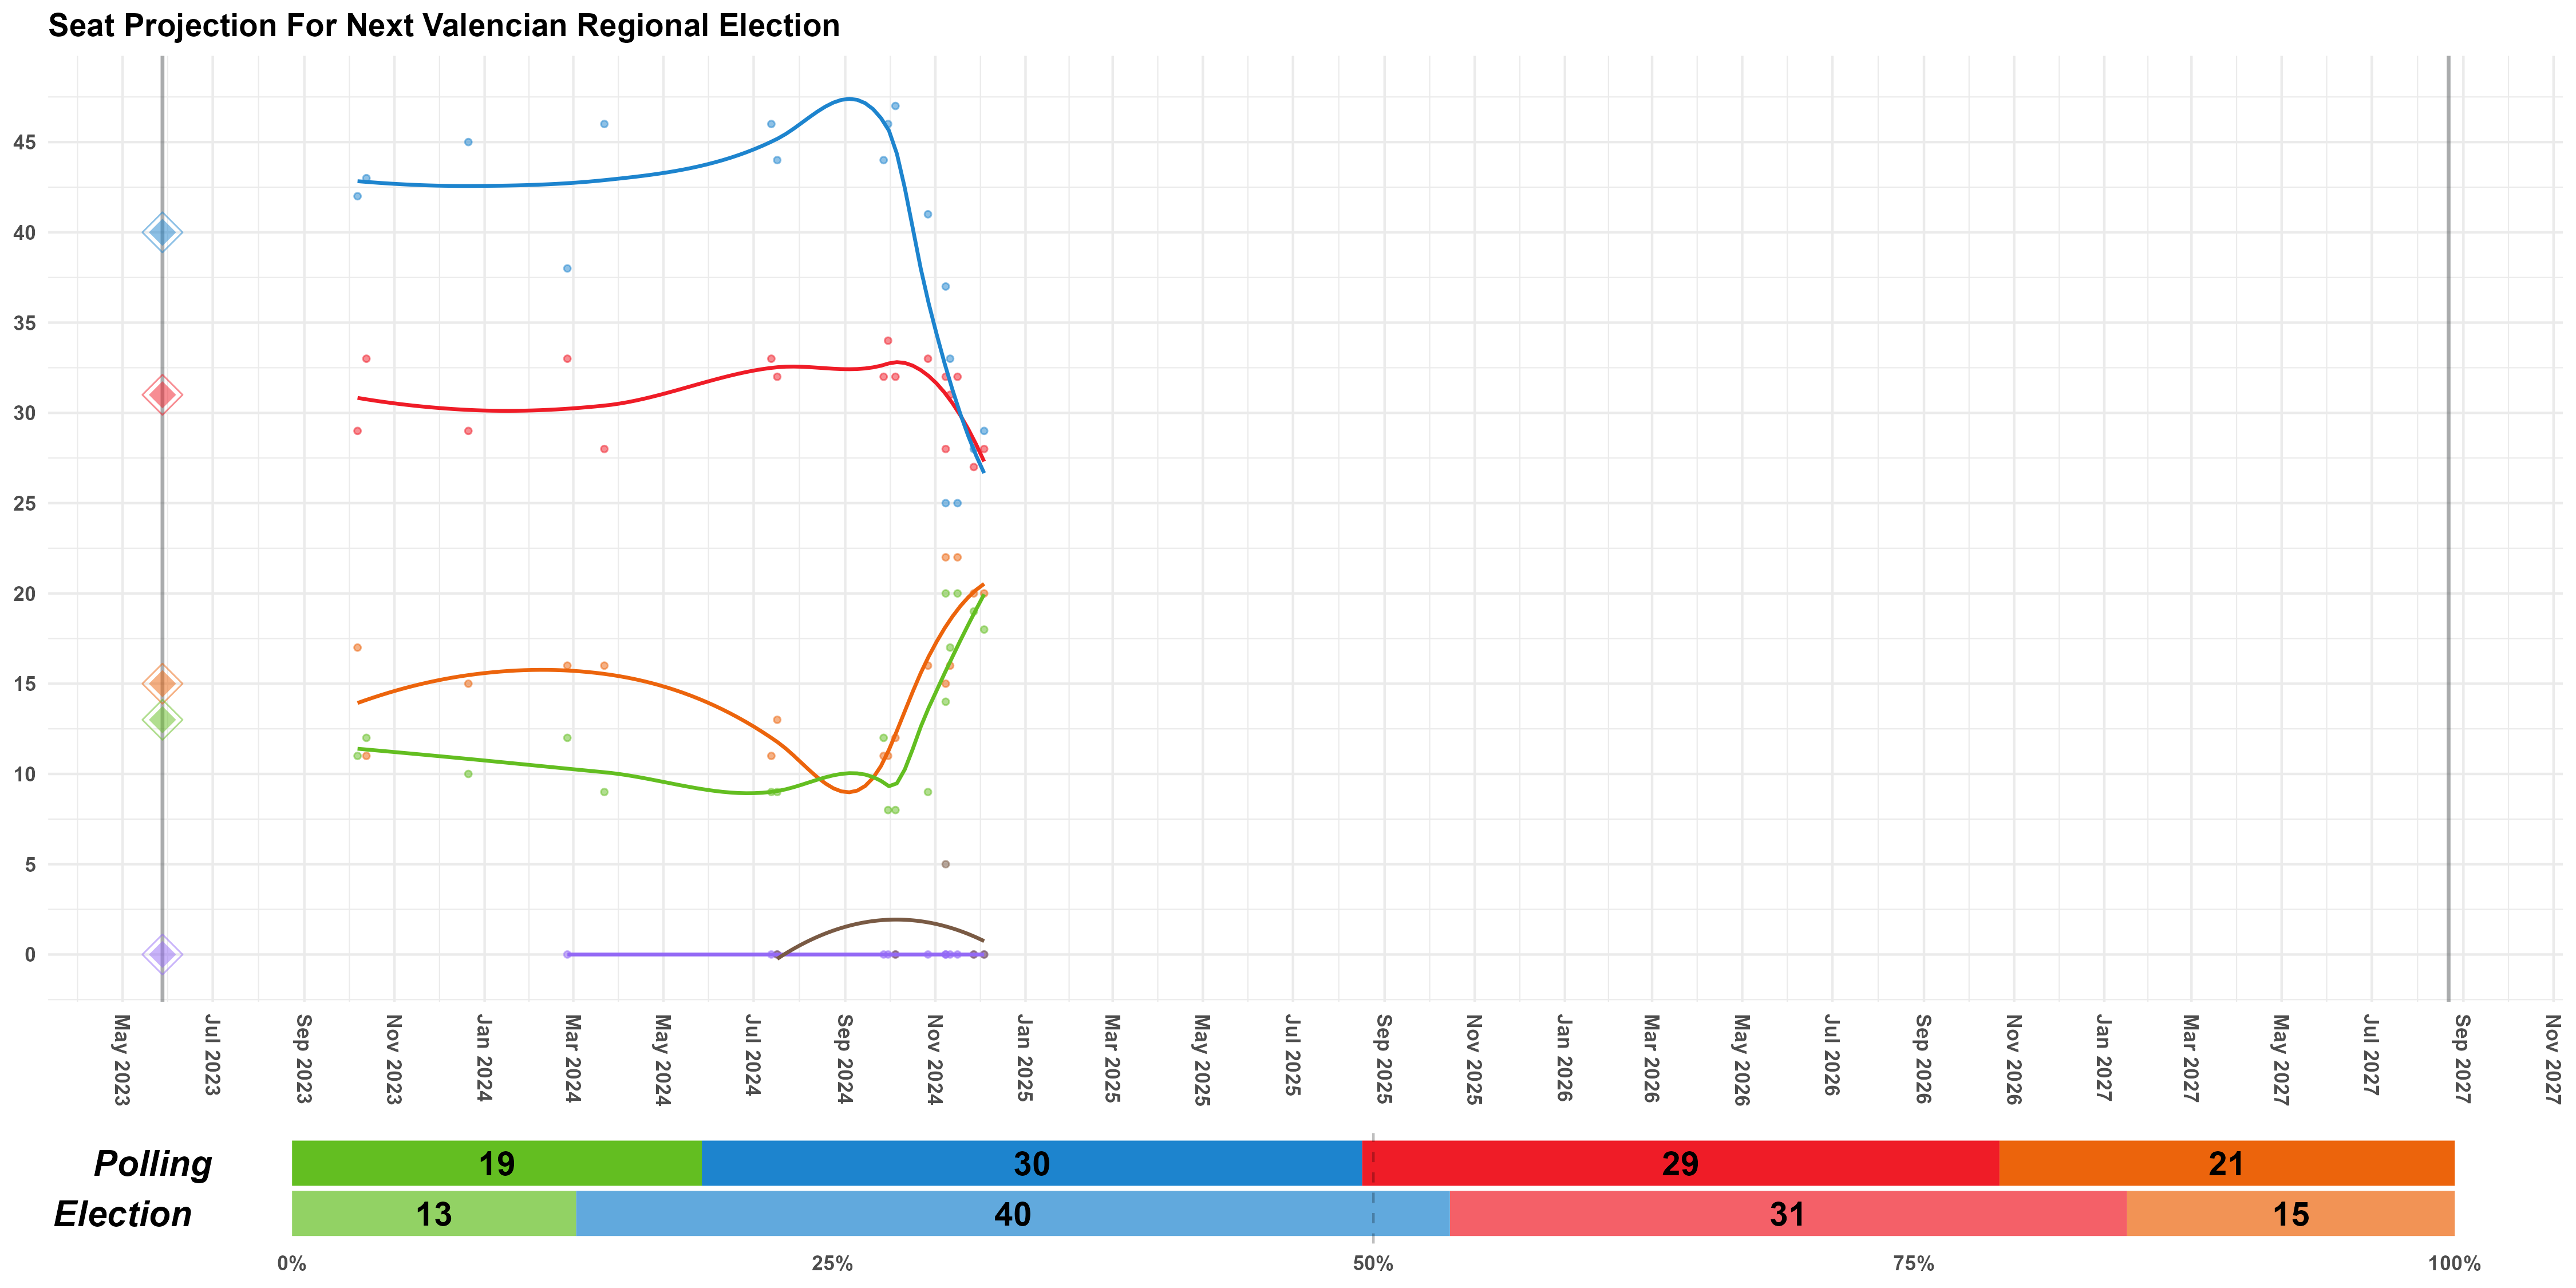 Seat Projection For Next Valencian Regional Election
45
40
35
30
25
20
15
10
5
0
May 2023
Jul 2023
Sep 2023
Nov 2023
Jan 2024
Mar 2024
May 2024
Jul 2024
Sep 2024
Nov 2024
Jan 2025
Mar 2025
May 2025
Jul 2025
Sep 2025
Nov 2025
Jan 2026
Mar 2026
May 2026
Jul 2026
Sep 2026
Nov 2026
Jan 2027
Mar 2027
May 2027
Jul 2027
Sep 2027
Nov 2027
Polling 19 30 29 21
Election 13 40 31 15
0% 25% 50% 75% 100%